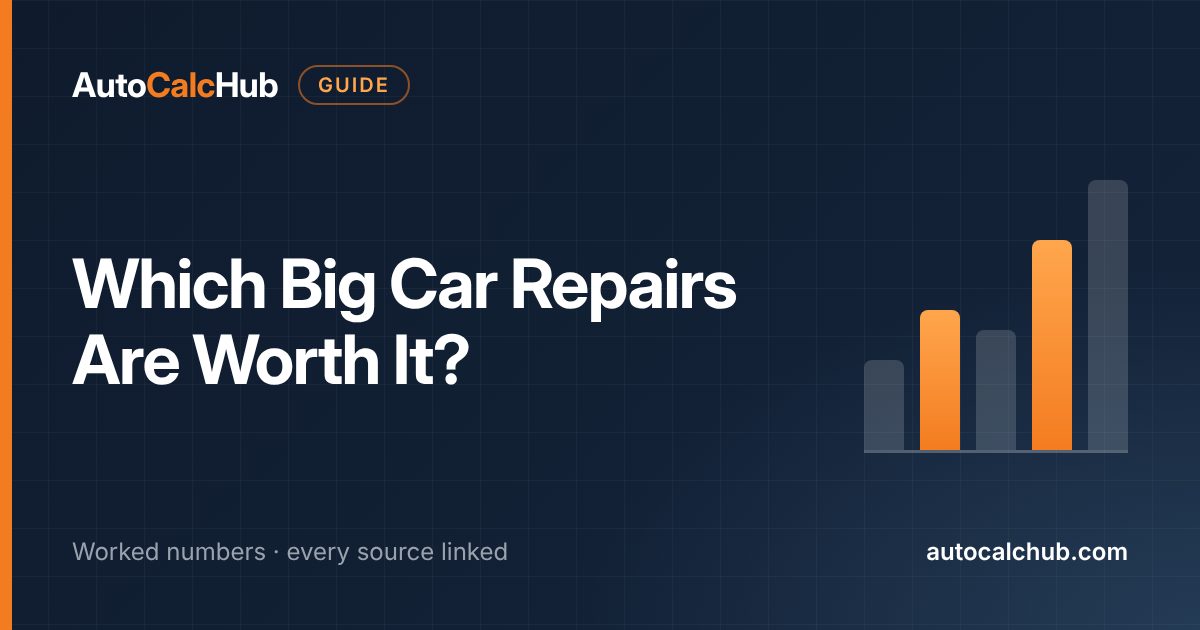 AutoCalcHub GUIDE
Which Big Car Repairs
Are Worth It?
Worked numbers · every source linked
autocalchub.com